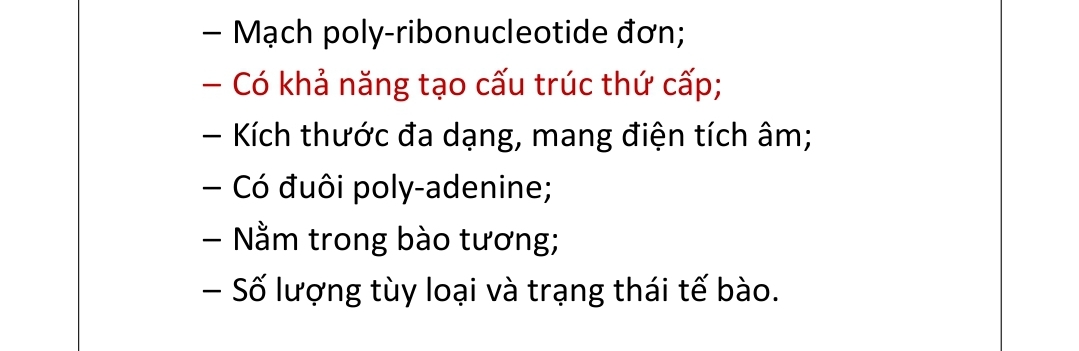 – Mạch poly-ribonucleotide đơn;
– Có khả năng tạo cấu trúc thứ cấp;
– Kích thước đa dạng, mang điện tích âm;
– Có đuôi poly-adenine;
– Nằm trong bào tương;
– Số lượng tùy loại và trạng thái tế bào.